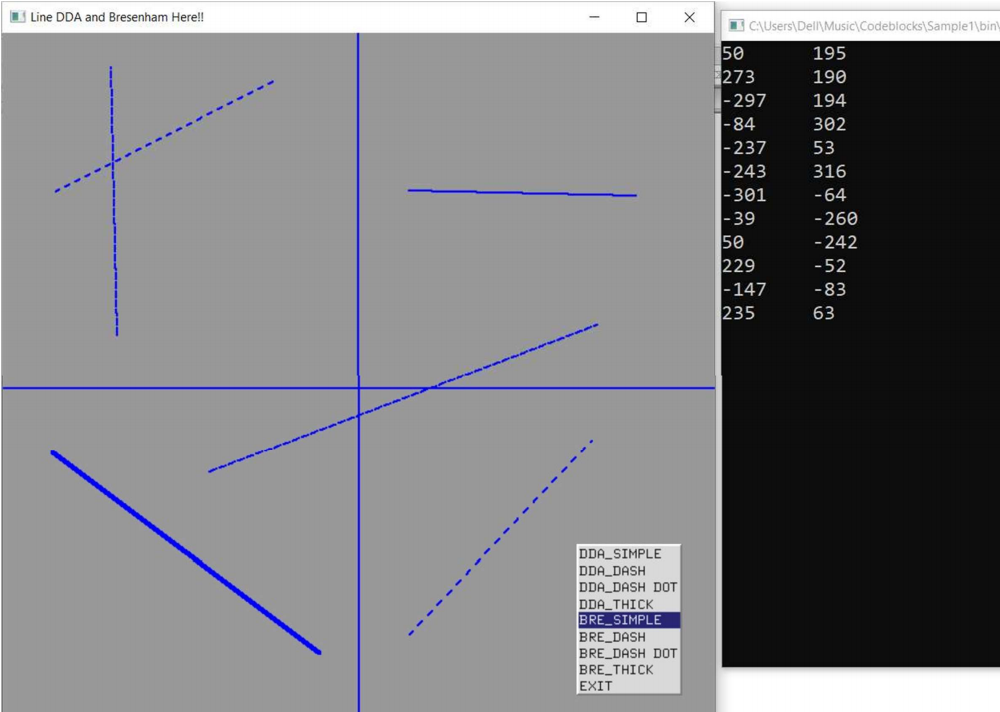 Line DDA and Bresenham Here!!
C:\Users\Dell\Music\Codeblocks\Sample1\bin\
50 195
273 190
-297 194
-84 302
-237 53
-243 316
-301 -64
-39 -260
50 -242
229 -52
-147 -83
235 63
DDA_SIMPLE
DDA_DASH
DDA_DASH DOT
DDA_THICK
BRE_SIMPLE
BRE_DASH
BRE_DASH DOT
BRE_THICK
EXIT